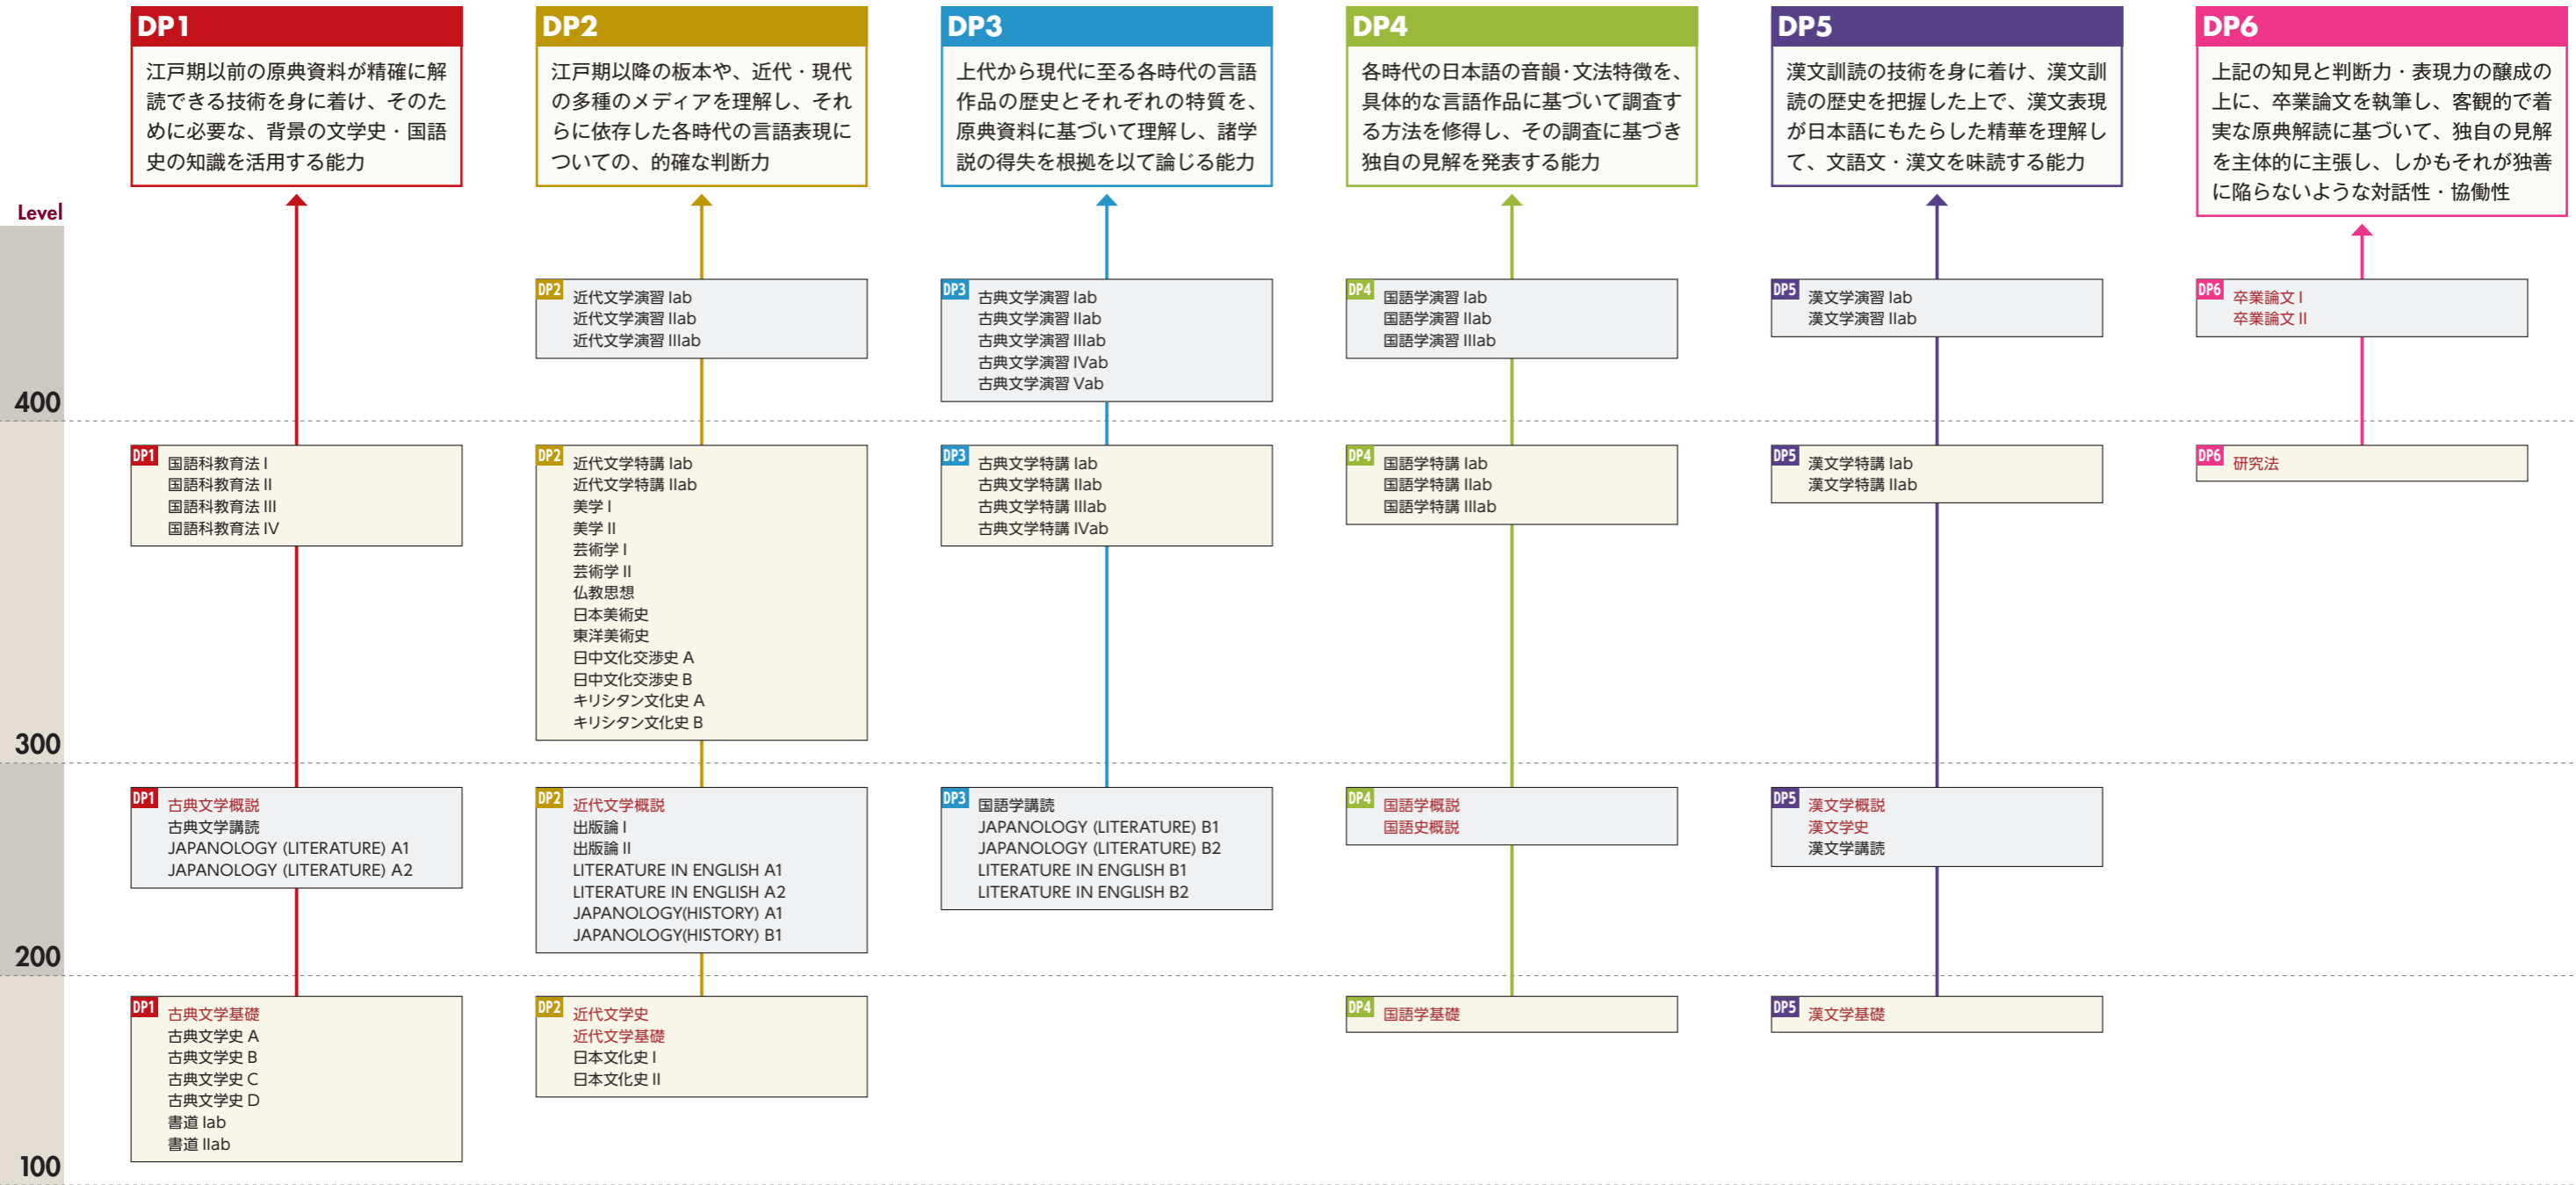 DP1
江戸期以前の原典資料が精確に解
読できる技術を身に着け、そのた
めに必要な、背景の文学史・国語
史の知識を活用する能力
DP2
江戸期以降の板本や、近代・現代
の多種のメディアを理解し、それ
らに依存した各時代の言語表現に
ついての、的確な判断力
DP3
上代から現代に至る各時代の言語
作品の歴史とそれぞれの特質を、
原典資料に基づいて理解し、諸学
説の得失を根拠を以て論じる能力
DP4
各時代の日本語の音韻・文法特徴を、
具体的な言語作品に基づいて調査す
る方法を修得し、その調査に基づき
独自の見解を発表する能力
DP5
漢文訓読の技術を身に着け、漢文訓
読の歴史を把握した上で、漢文表現
が日本語にもたらした精華を理解し
て、文語文・漢文を味読する能力
DP6
上記の知見と判断力・表現力の醸成の
上に、卒業論文を執筆し、客観的で着
実な原典解読に基づいて、独自の見解
を主体的に主張し、しかもそれが独善
に陥らないような対話性・協働性
Level
DP2
近代文学演習 Iab
近代文学演習 IIab
近代文学演習 IIIab
DP3
古典文学演習 Iab
古典文学演習 IIab
古典文学演習 IIIab
古典文学演習 IVab
古典文学演習 Vab
DP4
国語学演習 Iab
国語学演習 IIab
国語学演習 IIIab
DP5
漢文学演習 Iab
漢文学演習 IIab
DP6
卒業論文 I
卒業論文 II
400
DP1
国語科教育法 I
国語科教育法 II
国語科教育法 III
国語科教育法 IV
DP2
近代文学特講 Iab
近代文学特講 IIab
美学 I
美学 II
芸術学 I
芸術学 II
仏教思想
日本美術史
東洋美術史
日中文化交渉史 A
日中文化交渉史 B
キリシタン文化史 A
キリシタン文化史 B
DP3
古典文学特講 Iab
古典文学特講 IIab
古典文学特講 IIIab
古典文学特講 IVab
DP4
国語学特講 Iab
国語学特講 IIab
国語学特講 IIIab
DP5
漢文学特講 Iab
漢文学特講 IIab
DP6
研究法
300
DP1
古典文学概説
古典文学講読
JAPANOLOGY (LITERATURE) A1
JAPANOLOGY (LITERATURE) A2
DP2
近代文学概説
出版論 I
出版論 II
LITERATURE IN ENGLISH A1
LITERATURE IN ENGLISH A2
JAPANOLOGY(HISTORY) A1
JAPANOLOGY(HISTORY) B1
DP3
国語学講読
JAPANOLOGY (LITERATURE) B1
JAPANOLOGY (LITERATURE) B2
LITERATURE IN ENGLISH B1
LITERATURE IN ENGLISH B2
DP4
国語学概説
国語史概説
DP5
漢文学概説
漢文学史
漢文学講読
200
DP1
古典文学基礎
古典文学史 A
古典文学史 B
古典文学史 C
古典文学史 D
書道 Iab
書道 IIab
DP2
近代文学史
近代文学基礎
日本文化史 I
日本文化史 II
DP4
国語学基礎
DP5
漢文学基礎
100